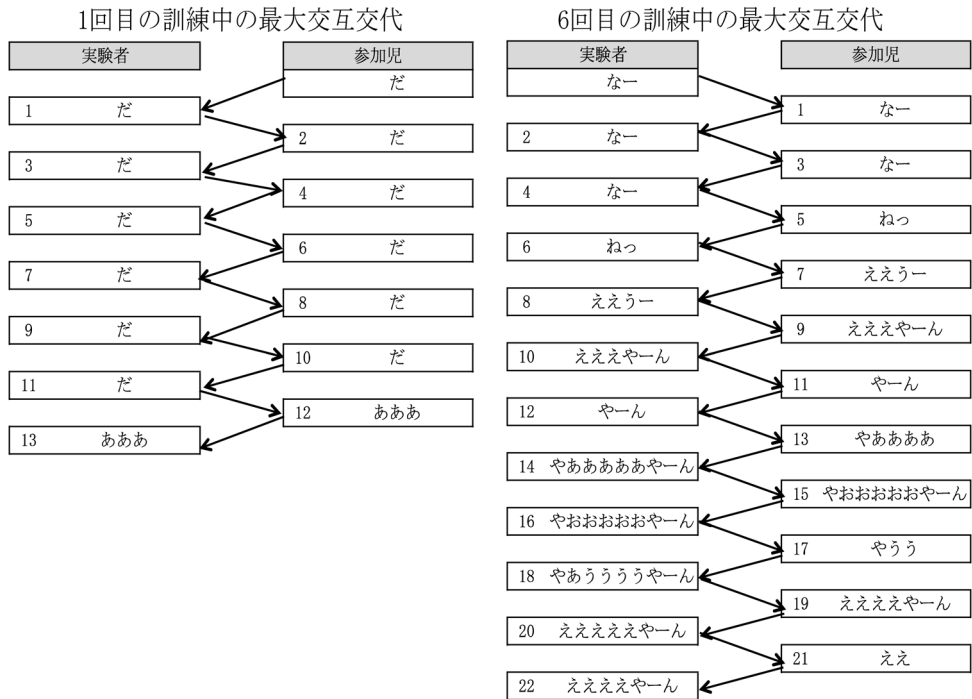 1回目の訓練中の最大交互交代
実験者 参加児
だ
1 だ
2 だ
3 だ
4 だ
5 だ
6 だ
7 だ
8 だ
9 だ
10 だ
11 だ
12 あああ
13 あああ
6回目の訓練中の最大交互交代
実験者 参加児
なー
1 なー
2 なー
3 なー
4 なー
5 ねっ
6 ねっ
7 ええうー
8 ええうー
9 えええやーん
10 えええやーん
11 やーん
12 やーん
13 やああああ
14 やあああああやーん
15 やおおおおおやーん
16 やおおおおおやーん
17 やうう
18 やあうううううやーん
19 ええええやーん
20 えええええやーん
21 ええ
22 ええええやーん